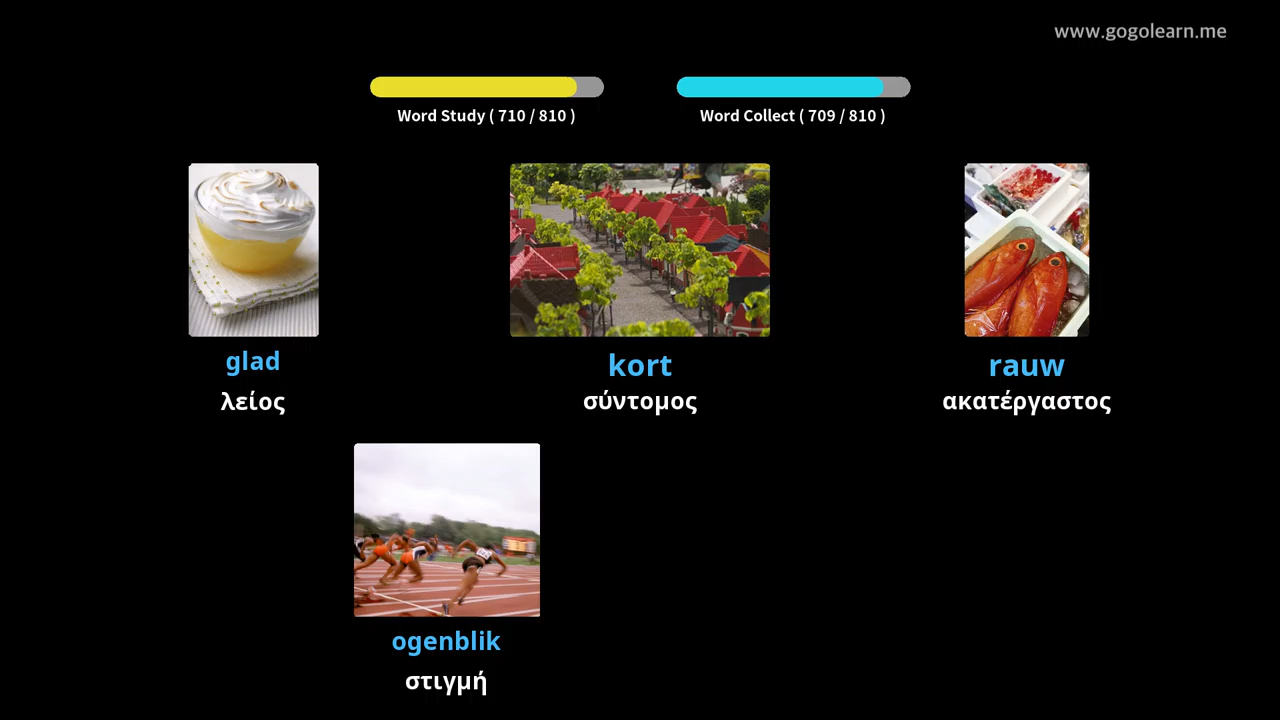 www.gogolearn.me
Word Study ( 710 / 810 )
Word Collect ( 709 / 810 )
glad
λείος
kort
σύντομος
rauw
ακατέργαστος
ogenblik
στιγμή